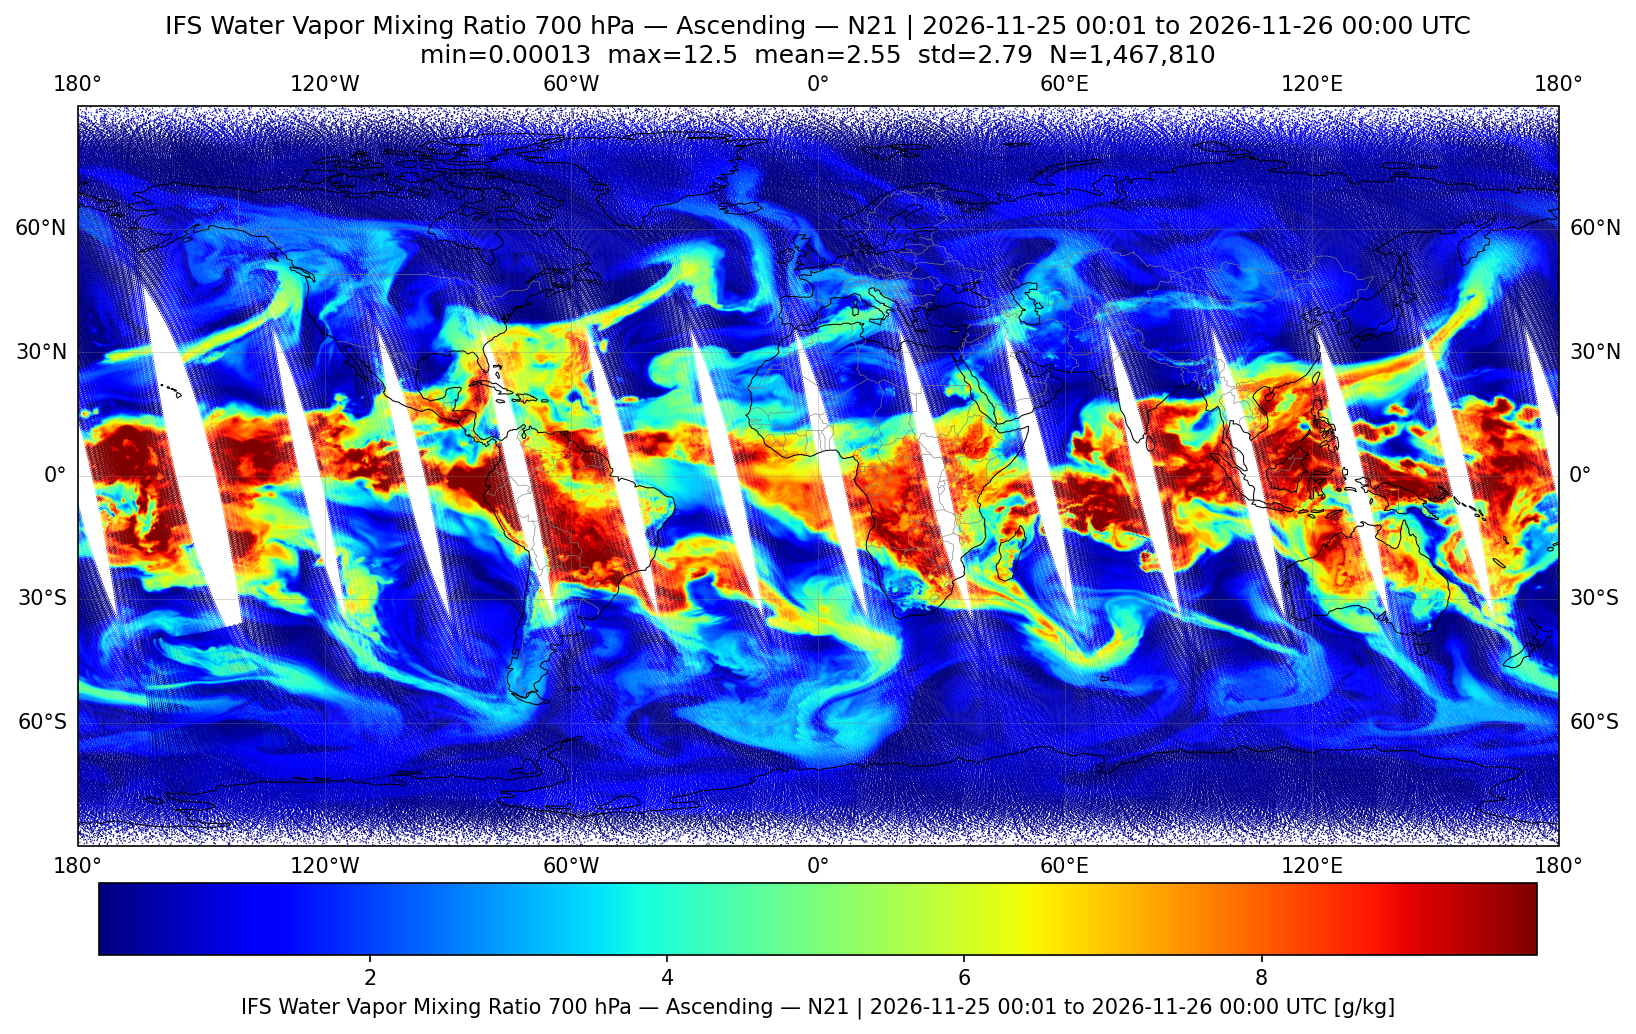 IFS Water Vapor Mixing Ratio 700 hPa — Ascending — N21 | 2026-11-25 00:01 to 2026-11-26 00:00 UTC
min=0.00013  max=12.5  mean=2.55  std=2.79  N=1,467,810
180° 120°W 60°W 0° 60°E 120°E 180°
60°N 60°N
30°N 30°N
0° 0°
30°S 30°S
60°S 60°S
180° 120°W 60°W 0° 60°E 120°E 180°
2 4 6 8
IFS Water Vapor Mixing Ratio 700 hPa — Ascending — N21 | 2026-11-25 00:01 to 2026-11-26 00:00 UTC [g/kg]